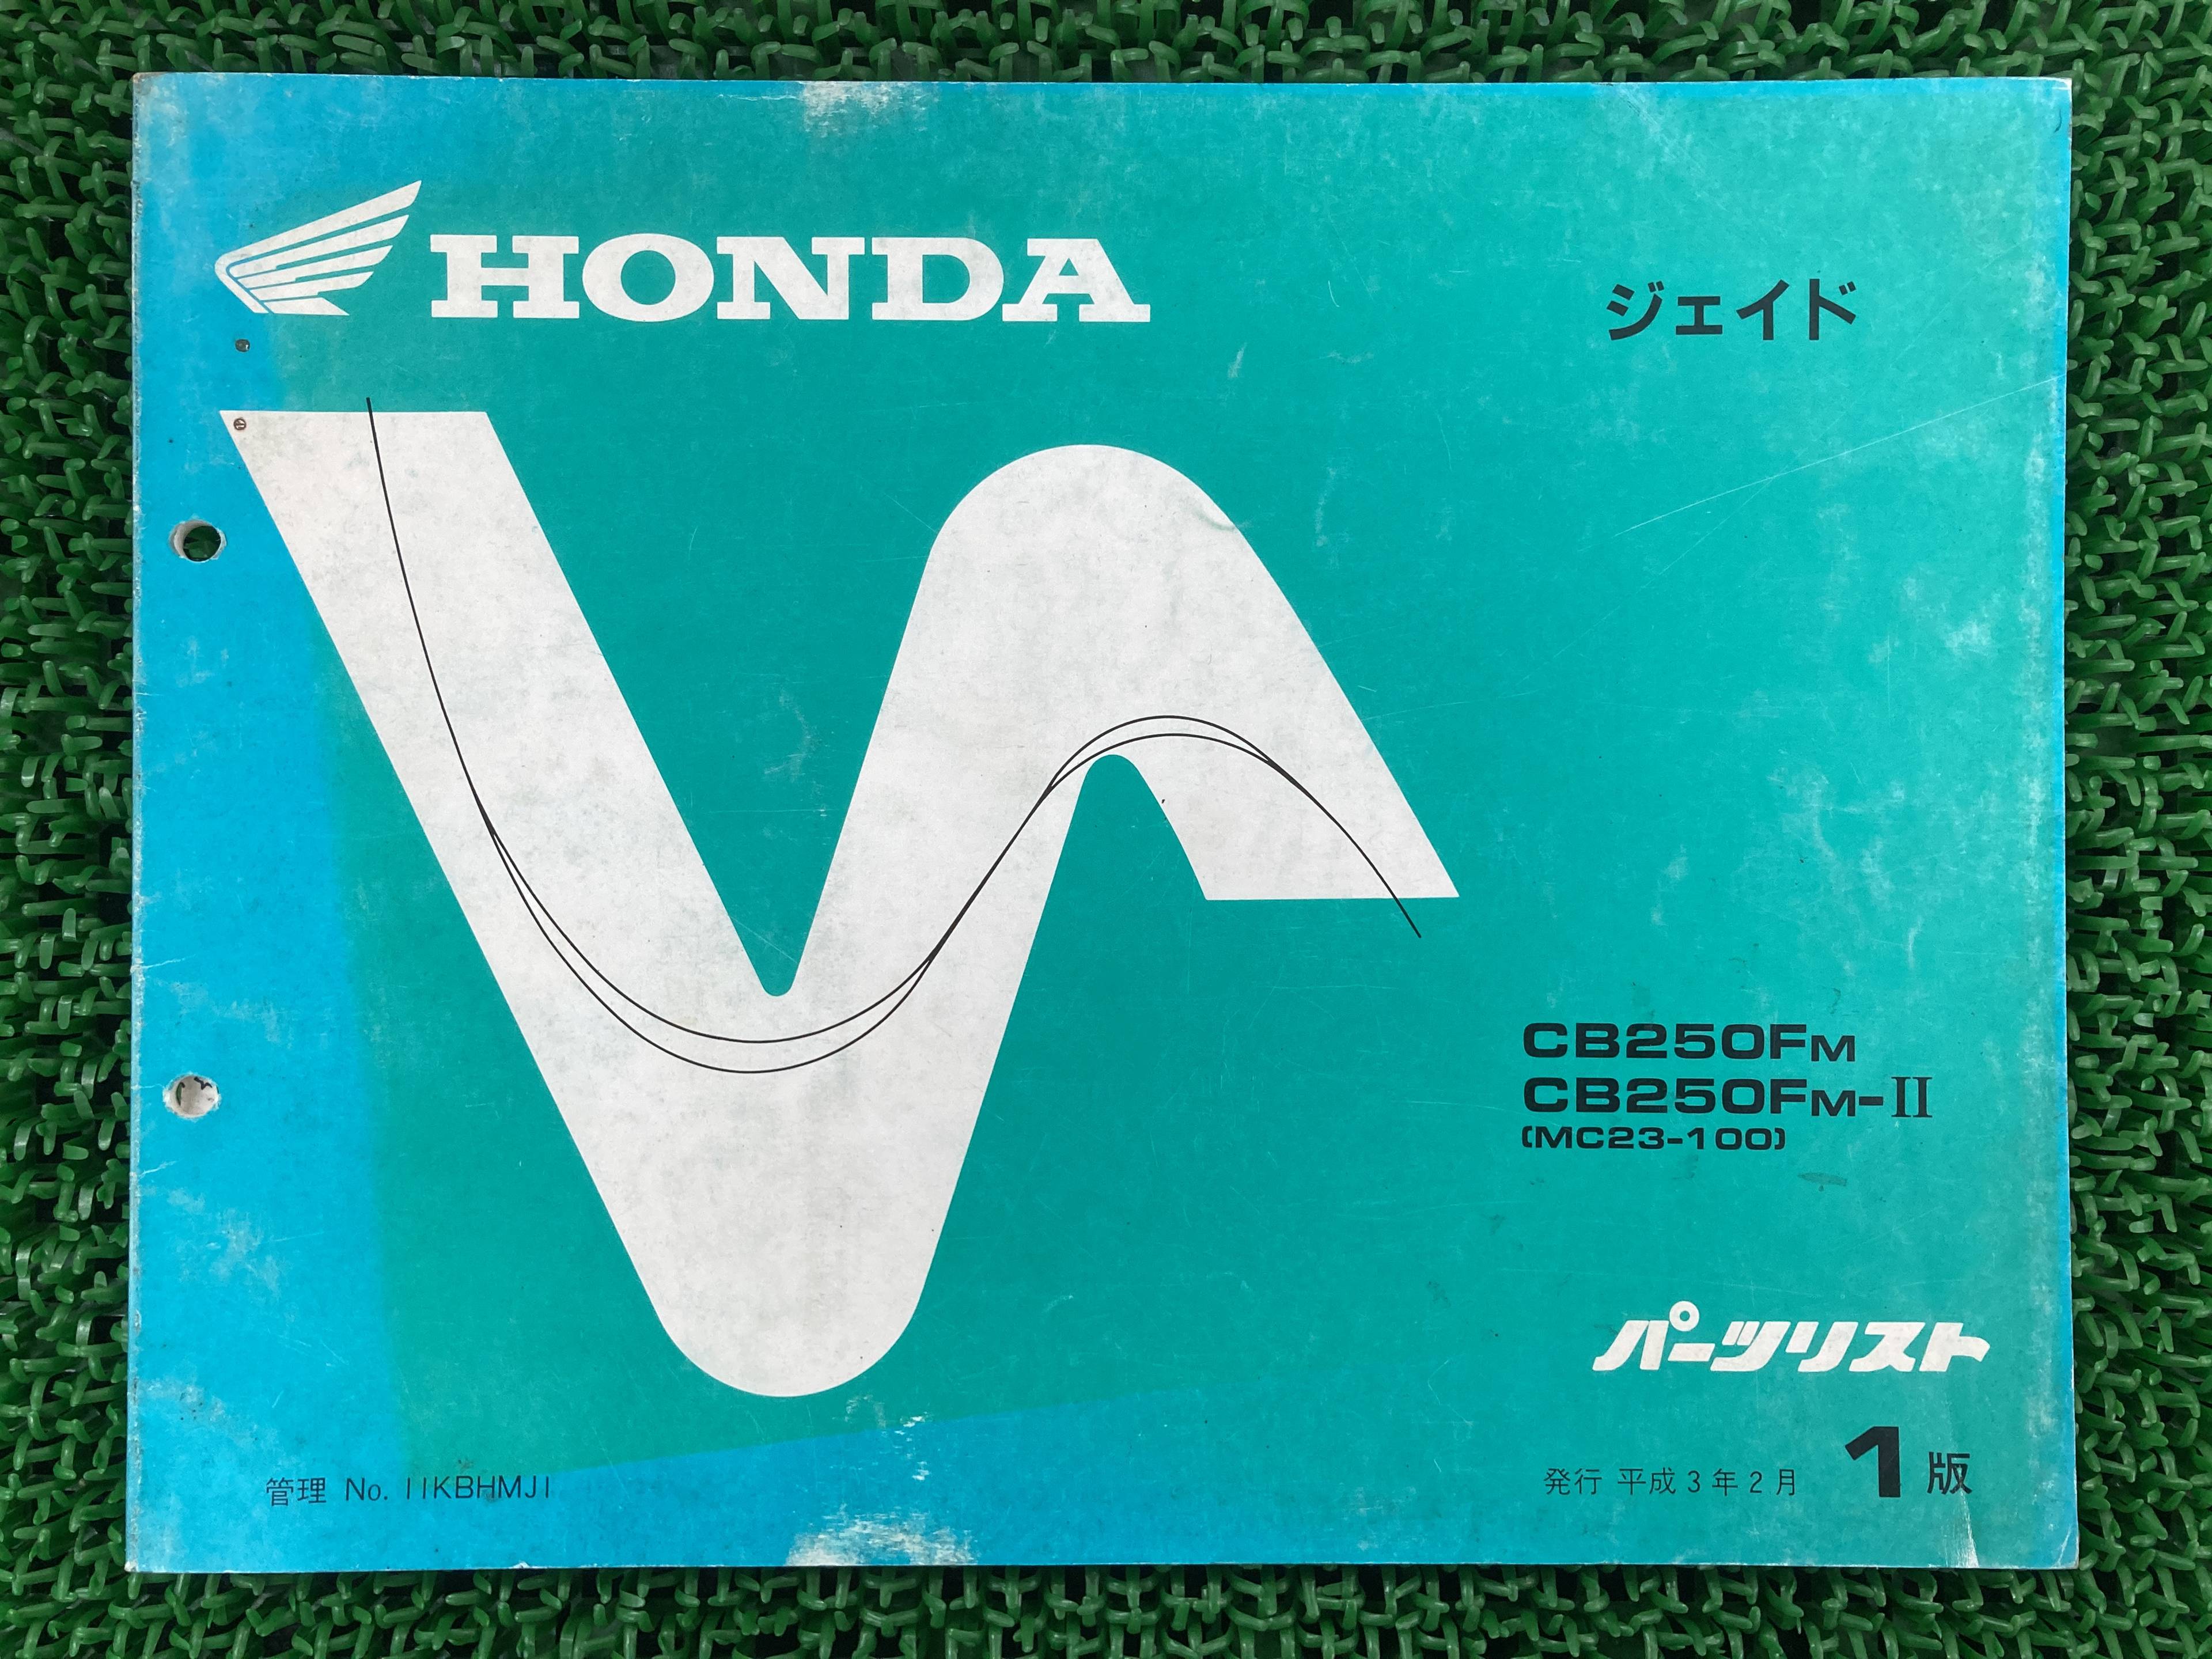 HONDA
ジェイド
CB250FM
CB250FM-II
(MC23-100)
パーツリスト
管理 No. 11KBHMJ1
発行 平成3年2月 1版